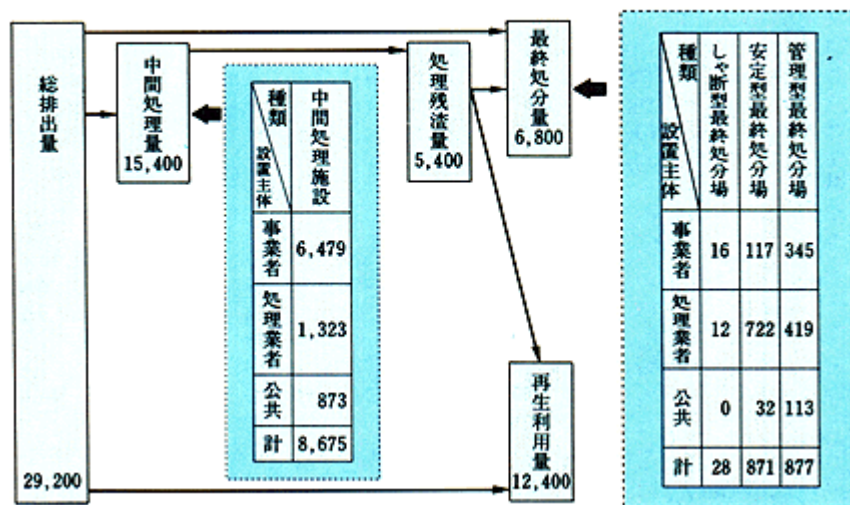 総排出量
29,200
中間処理量
15,400
種類
設置主体
中間処理施設
事業者 6,479
処理業者 1,323
公共 873
計 8,675
処理残渣量
5,400
最終処分量
6,800
再生利用量
12,400
種類
設置主体
しゃ断型最終処分場 安定型最終処分場 管理型最終処分場
事業者 16 117 345
処理業者 12 722 419
公共 0 32 113
計 28 871 877